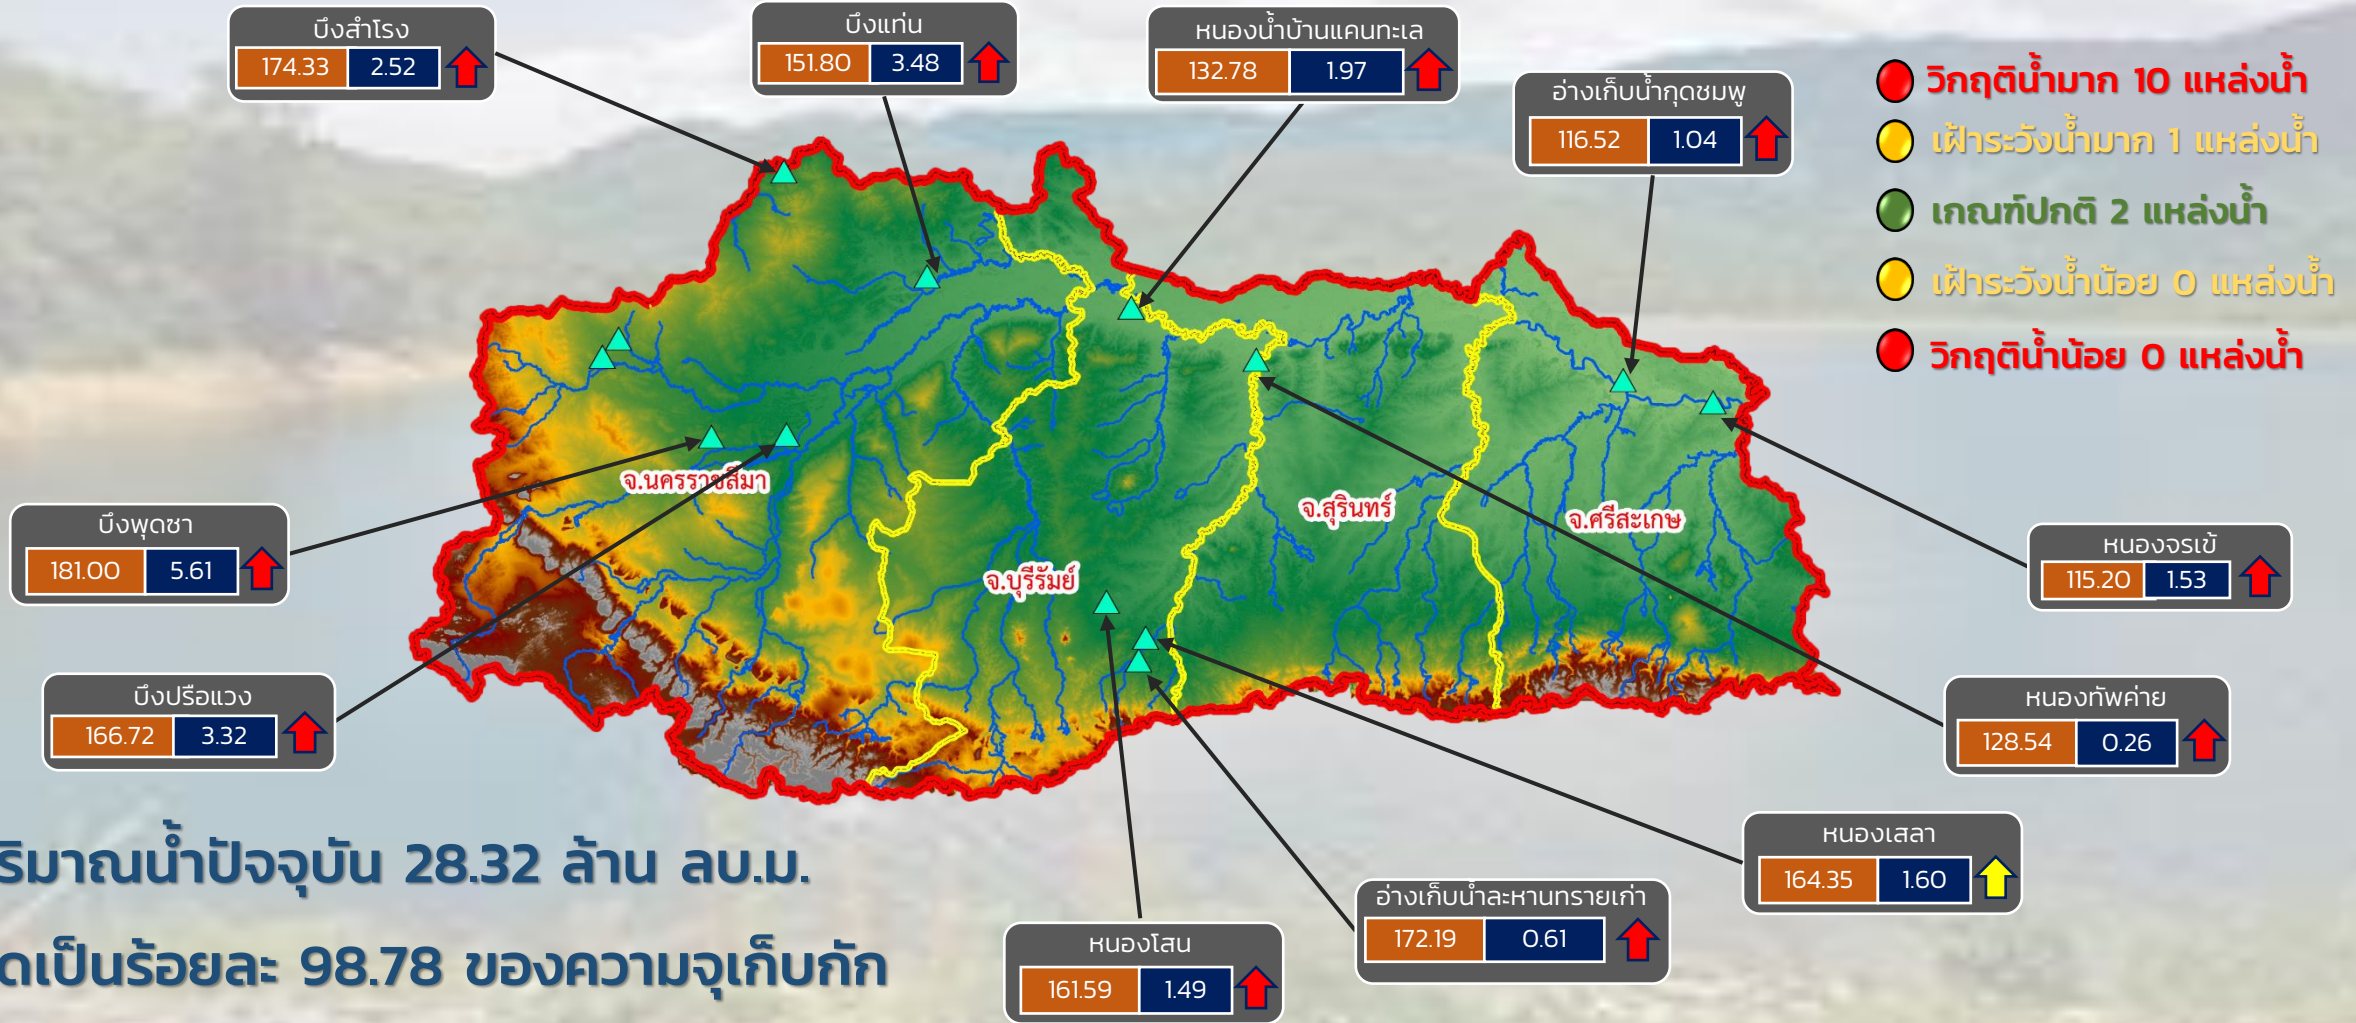 บึงสำโรง
174.33 2.52
บึงแท่น
151.80 3.48
หนองน้ำบ้านแคนทะเล
132.78 1.97
อ่างเก็บน้ำกุดชมพู
116.52 1.04
วิกฤติน้ำมาก 10 แหล่งน้ำ
เฝ้าระวังน้ำมาก 1 แหล่งน้ำ
เกณฑ์ปกติ 2 แหล่งน้ำ
เฝ้าระวังน้ำน้อย 0 แหล่งน้ำ
วิกฤติน้ำน้อย 0 แหล่งน้ำ
จ.นครราชสีมา
จ.บุรีรัมย์
จ.สุรินทร์
จ.ศรีสะเกษ
บึงพุดซา
181.00 5.61
บึงปรือแวง
166.72 3.32
หนองจรเข้
115.20 1.53
หนองทัพค่าย
128.54 0.26
หนองเสลา
164.35 1.60
อ่างเก็บน้ำละหานทรายเก่า
172.19 0.61
หนองโสน
161.59 1.49
ริมาณน้ำปัจจุบัน 28.32 ล้าน ลบ.ม.
ดเป็นร้อยละ 98.78 ของความจุเก็บกัก